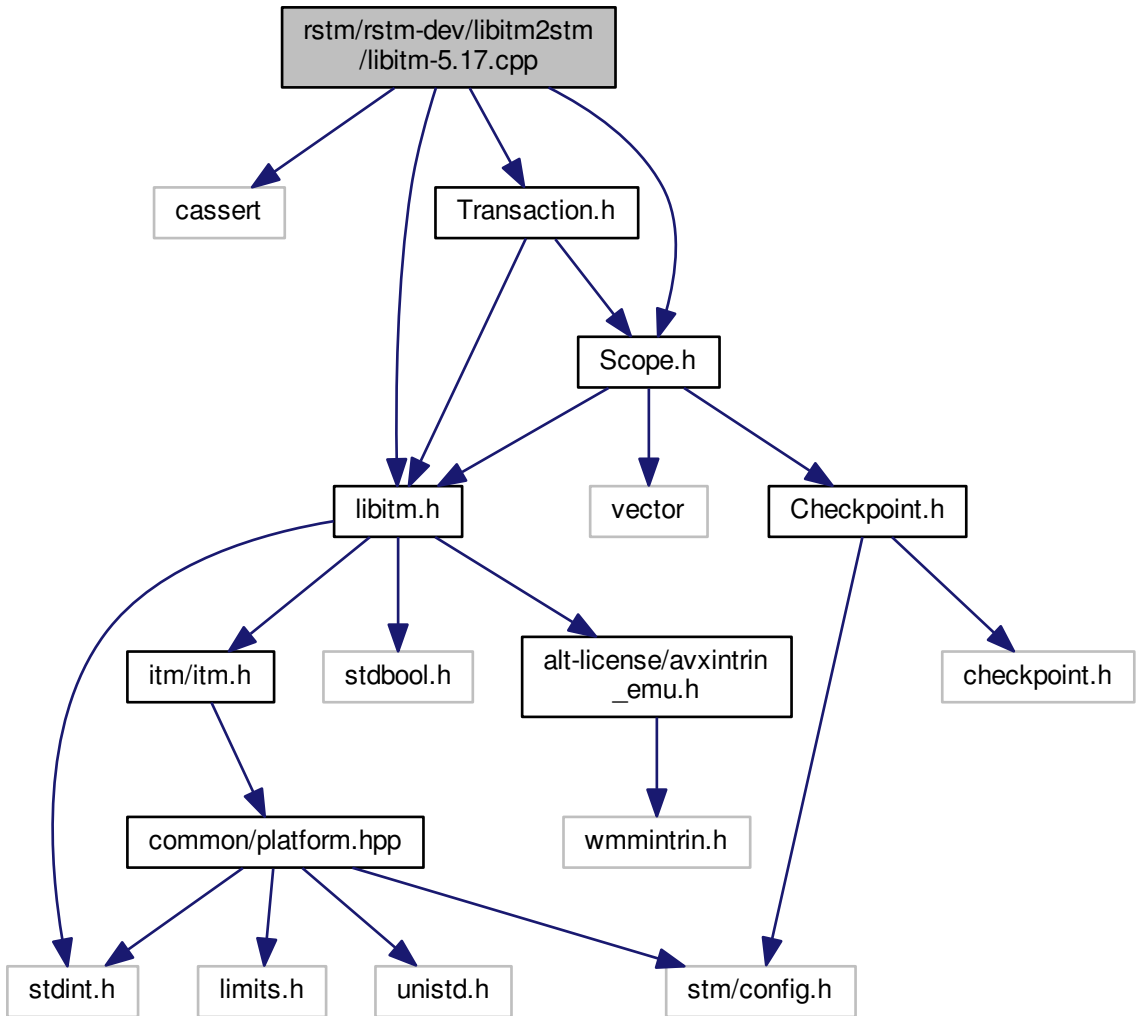 rstm/rstm-dev/libitm2stm
/libitm-5.17.cpp
cassert
Transaction.h
Scope.h
libitm.h
vector
Checkpoint.h
itm/itm.h
stdbool.h
alt-license/avxintrin
_emu.h
checkpoint.h
common/platform.hpp
wmmintrin.h
stdint.h
limits.h
unistd.h
stm/config.h